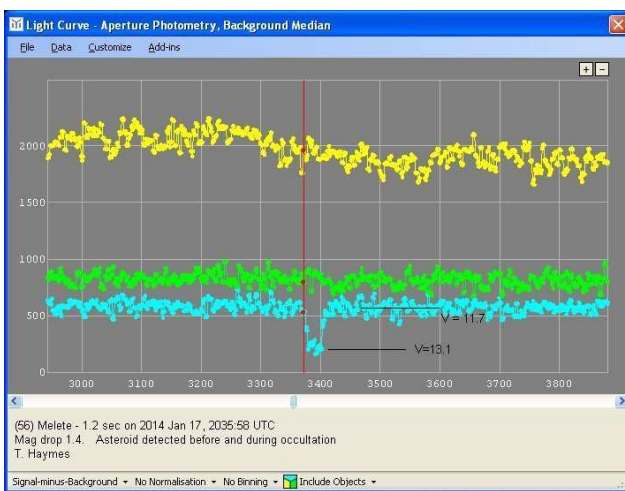 Light Curve - Aperture Photometry, Background Median
File Data Customize Add-ins
+ -
2000
1500
1000
500
0
V = 11.7
V=13.1
3000 3100 3200 3300 3400 3500 3600 3700 3800
(56) Melete - 1.2 sec on 2014 Jan 17, 2035:58 UTC
Mag drop 1.4. Asteroid detected before and during occultation
T. Haymes
Signal-minus-Background No Normalisation No Binning Include Objects